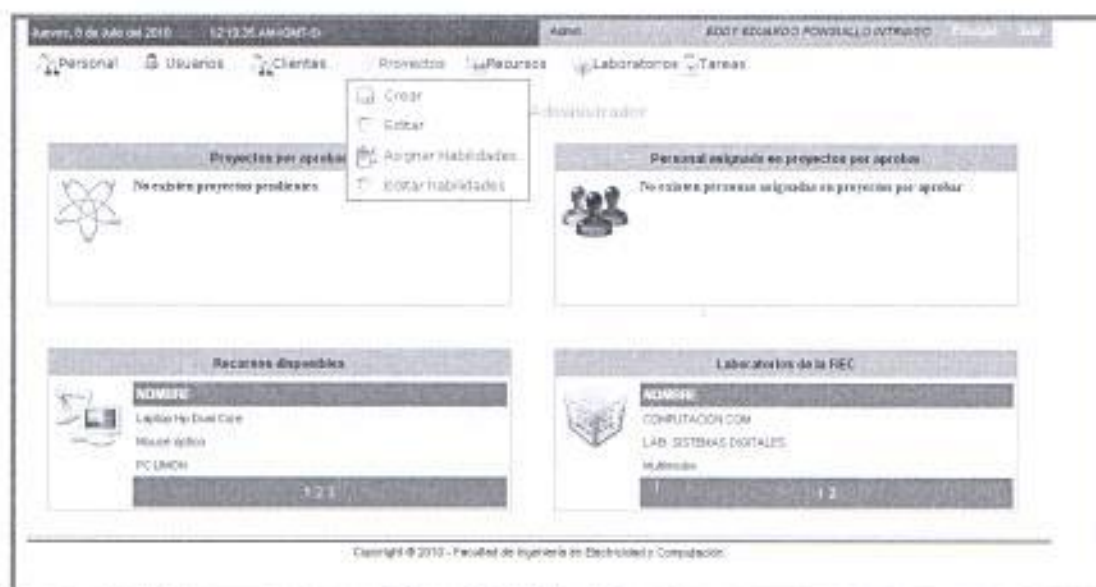 Jueves, 8 de Julio del 2010
Admin
Personal Usuarios Clientes Proyectos Recursos Laboratorios Tareas
Crear
Editar
Asignar Habilidades
Editar habilidades
Administrador
Proyectos por aprobar
No existen proyectos pendientes
Personal asignado en proyectos por aprobar
No existen personas asignadas en proyectos por aprobar
Recursos disponibles
NOMBRE
Laptop Hp Dual Core
Mouse óptico
PC LIMON
1 2 3
Laboratorios de la FIEC
NOMBRE
COMPUTACION COM
LAB. SISTEMAS DIGITALES
Multimedia
1 2
Copyright © 2010 - Facultad de Ingeniería en Electricidad y Computación